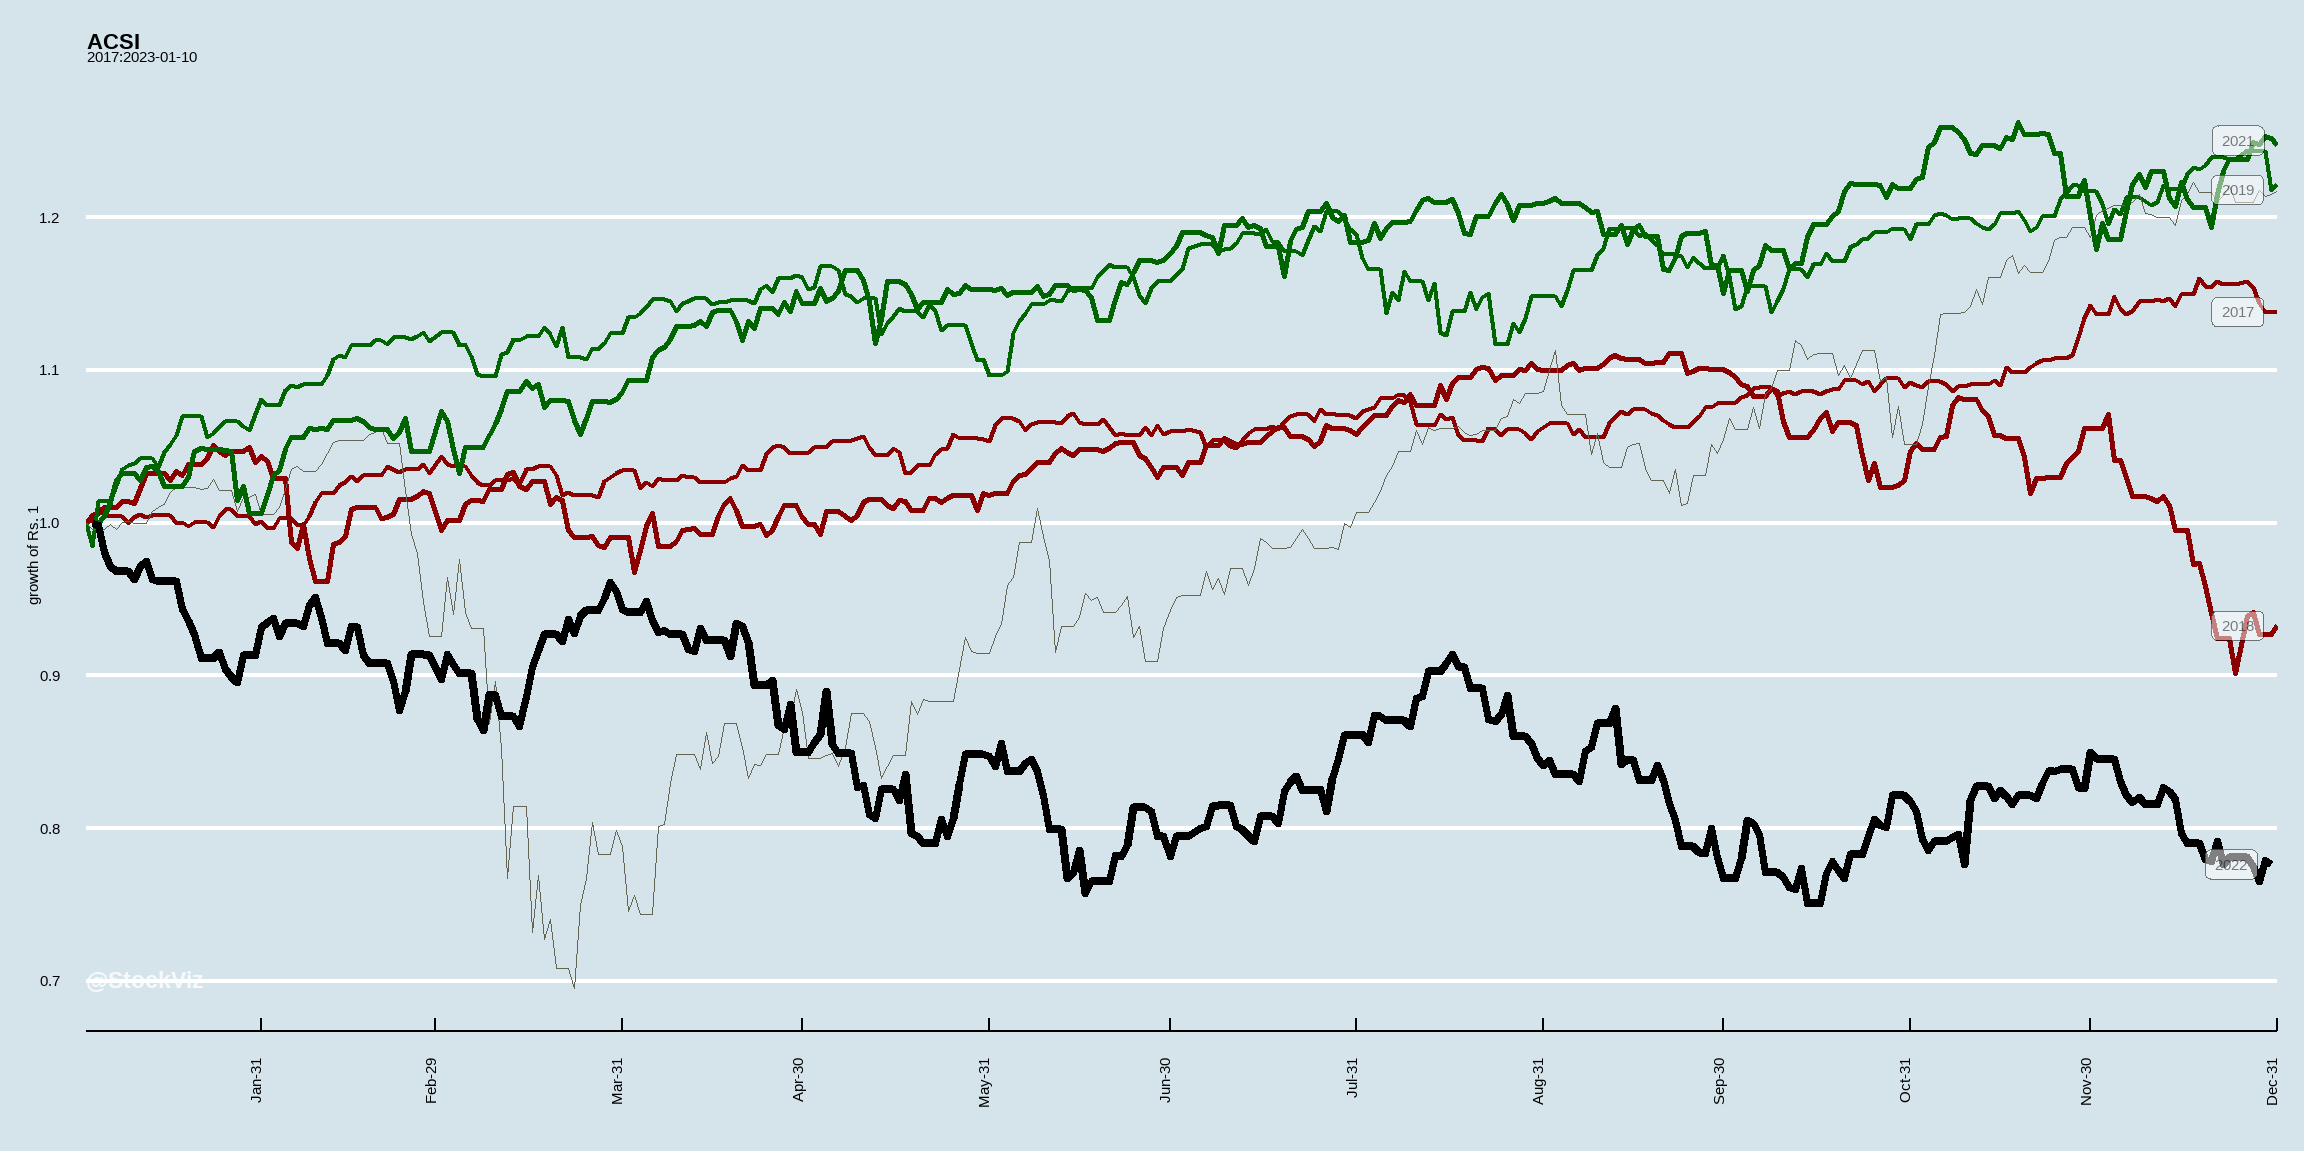 ACSI
2017:2023-01-10
growth of Rs. 1
1.2
1.1
1.0
0.9
0.8
0.7
2021
2019
2017
2018
2022
@StockViz
Jan-31
Feb-29
Mar-31
Apr-30
May-31
Jun-30
Jul-31
Aug-31
Sep-30
Oct-31
Nov-30
Dec-31